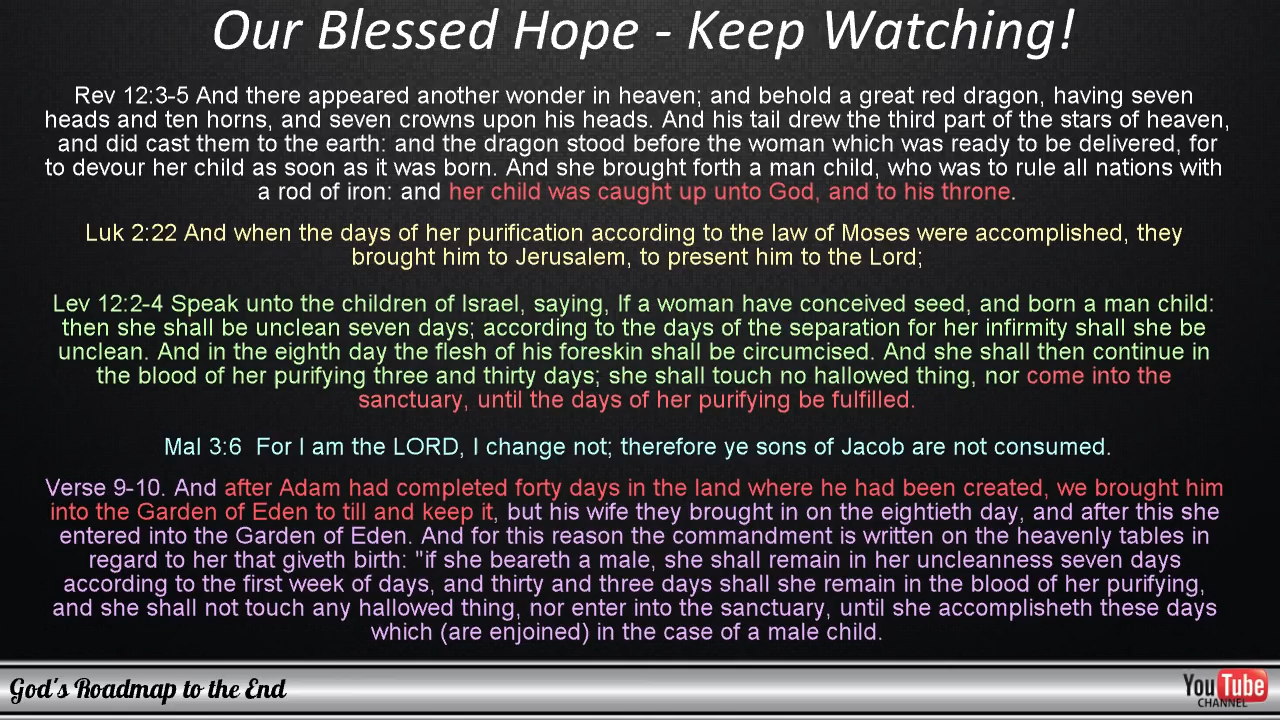 Our Blessed Hope - Keep Watching!
Rev 12:3-5 And there appeared another wonder in heaven; and behold a great red dragon, having seven
heads and ten horns, and seven crowns upon his heads. And his tail drew the third part of the stars of heaven,
and did cast them to the earth: and the dragon stood before the woman which was ready to be delivered, for
to devour her child as soon as it was born. And she brought forth a man child, who was to rule all nations with
a rod of iron: and her child was caught up unto God, and to his throne.
Luk 2:22 And when the days of her purification according to the law of Moses were accomplished, they
brought him to Jerusalem, to present him to the Lord;
Lev 12:2-4 Speak unto the children of Israel, saying, If a woman have conceived seed, and born a man child:
then she shall be unclean seven days; according to the days of the separation for her infirmity shall she be
unclean. And in the eighth day the flesh of his foreskin shall be circumcised. And she shall then continue in
the blood of her purifying three and thirty days; she shall touch no hallowed thing, nor come into the
sanctuary, until the days of her purifying be fulfilled.
Mal 3:6  For I am the LORD, I change not; therefore ye sons of Jacob are not consumed.
Verse 9-10. And after Adam had completed forty days in the land where he had been created, we brought him
into the Garden of Eden to till and keep it, but his wife they brought in on the eightieth day, and after this she
entered into the Garden of Eden. And for this reason the commandment is written on the heavenly tables in
regard to her that giveth birth: "if she beareth a male, she shall remain in her uncleanness seven days
according to the first week of days, and thirty and three days shall she remain in the blood of her purifying,
and she shall not touch any hallowed thing, nor enter into the sanctuary, until she accomplisheth these days
which (are enjoined) in the case of a male child.
God's Roadmap to the End
YouTube
CHANNEL